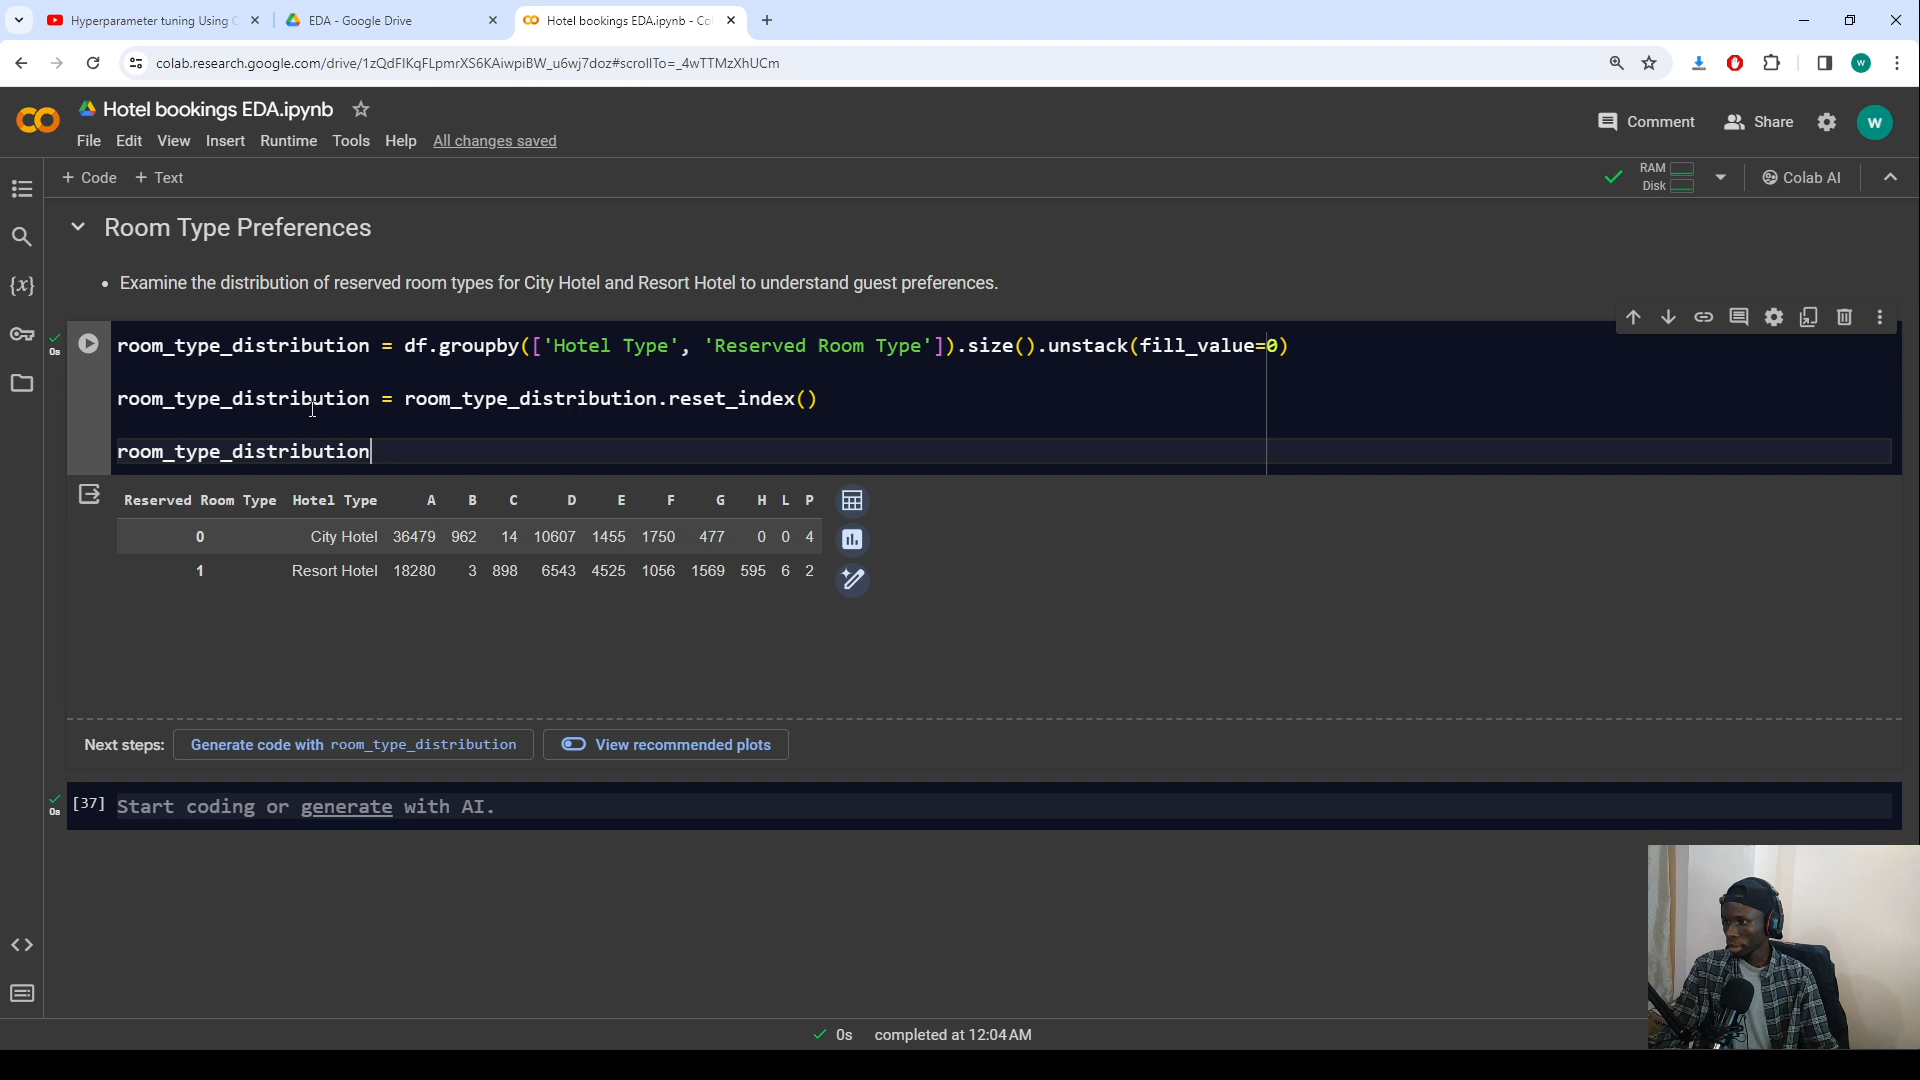 Hyperparameter tuning Using
EDA - Google Drive
Hotel bookings EDA.ipynb - Co
colab.research.google.com/drive/1zQdFIKqFLpmrXS6KAiwpiBW_u6wj7doz#scrollTo=_4wTTMzXhUCm
w
Hotel bookings EDA.ipynb
Comment
Share
w
File Edit View Insert Runtime Tools Help All changes saved
+ Code + Text
RAM
Disk
Colab AI
Room Type Preferences
• Examine the distribution of reserved room types for City Hotel and Resort Hotel to understand guest preferences.
0s
room_type_distribution = df.groupby(['Hotel Type', 'Reserved Room Type']).size().unstack(fill_value=0)
room_type_distribution = room_type_distribution.reset_index()
room_type_distribution
Reserved Room Type Hotel Type A B C D E F G H L P
0 City Hotel 36479 962 14 10607 1455 1750 477 0 0 4
1 Resort Hotel 18280 3 898 6543 4525 1056 1569 595 6 2
Next steps: Generate code with room_type_distribution View recommended plots
0s [37] Start coding or generate with AI.
0s completed at 12:04 AM